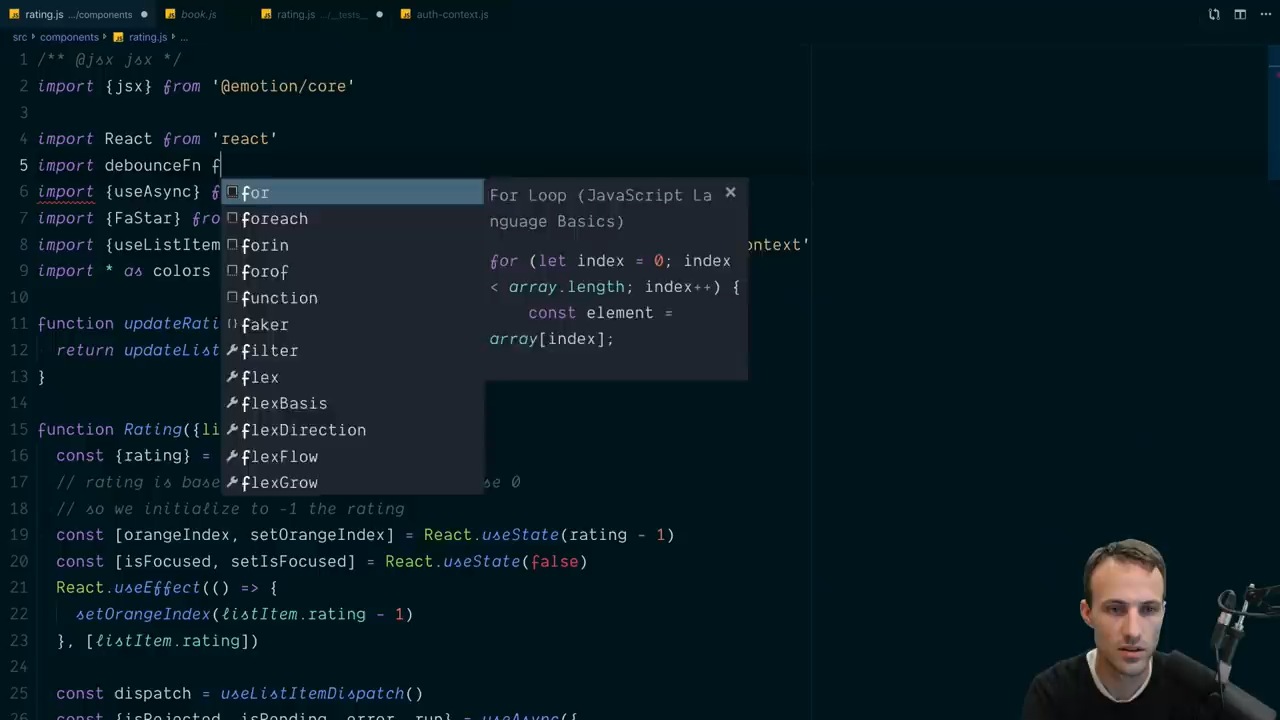 rating.js .../components
book.js
rating.js .../__tests__
auth-context.js
src > components > rating.js > ...
1 /** @jsx jsx */
2 import {jsx} from '@emotion/core'
3
4 import React from 'react'
5 import debounceFn f
6 import {useAsync} f
7 import {FaStar} fro
8 import {useListItem ontext'
9 import * as colors
10
11 function updateRati
12 return updateList
13 }
14
15 function Rating({li
16 const {rating} =
17 // rating is base se 0
18 // so we initialize to -1 the rating
19 const [orangeIndex, setOrangeIndex] = React.useState(rating - 1)
20 const [isFocused, setIsFocused] = React.useState(false)
21 React.useEffect(() => {
22 setOrangeIndex(listItem.rating - 1)
23 }, [listItem.rating])
24
25 const dispatch = useListItemDispatch()
26 const {isRejected, isPending, error, run} = useAsync({
for
foreach
forin
forof
function
faker
filter
flex
flexBasis
flexDirection
flexFlow
flexGrow
For Loop (JavaScript La
nguage Basics)
for (let index = 0; index
< array.length; index++) {
const element =
array[index];